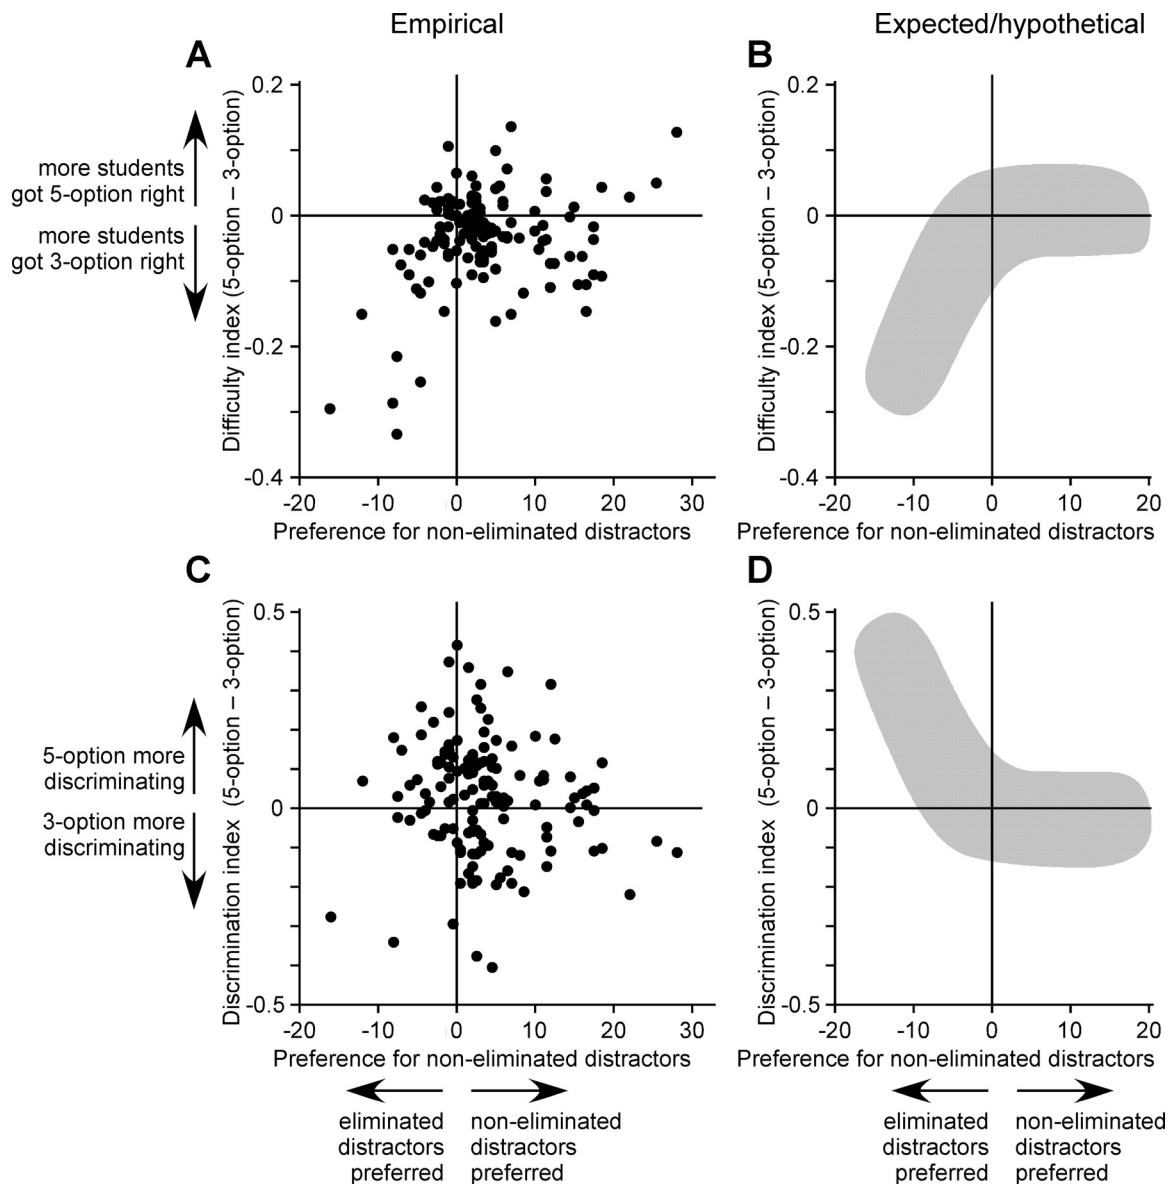 Empirical
Expected/hypothetical
A
B
Difficulty index (5-option – 3-option)
0.2
0
-0.2
-0.4
-20 -10 0 10 20 30
Preference for non-eliminated distractors
more students
got 5-option right
more students
got 3-option right
Difficulty index (5-option – 3-option)
0.2
0
-0.2
-0.4
-20 -10 0 10 20
Preference for non-eliminated distractors
C
D
Discrimination index (5-option – 3-option)
0.5
0
-0.5
-20 -10 0 10 20 30
Preference for non-eliminated distractors
5-option more
discriminating
3-option more
discriminating
Discrimination index (5-option – 3-option)
0.5
0
-0.5
-20 -10 0 10 20
Preference for non-eliminated distractors
eliminated
distractors
preferred
non-eliminated
distractors
preferred
eliminated
distractors
preferred
non-eliminated
distractors
preferred